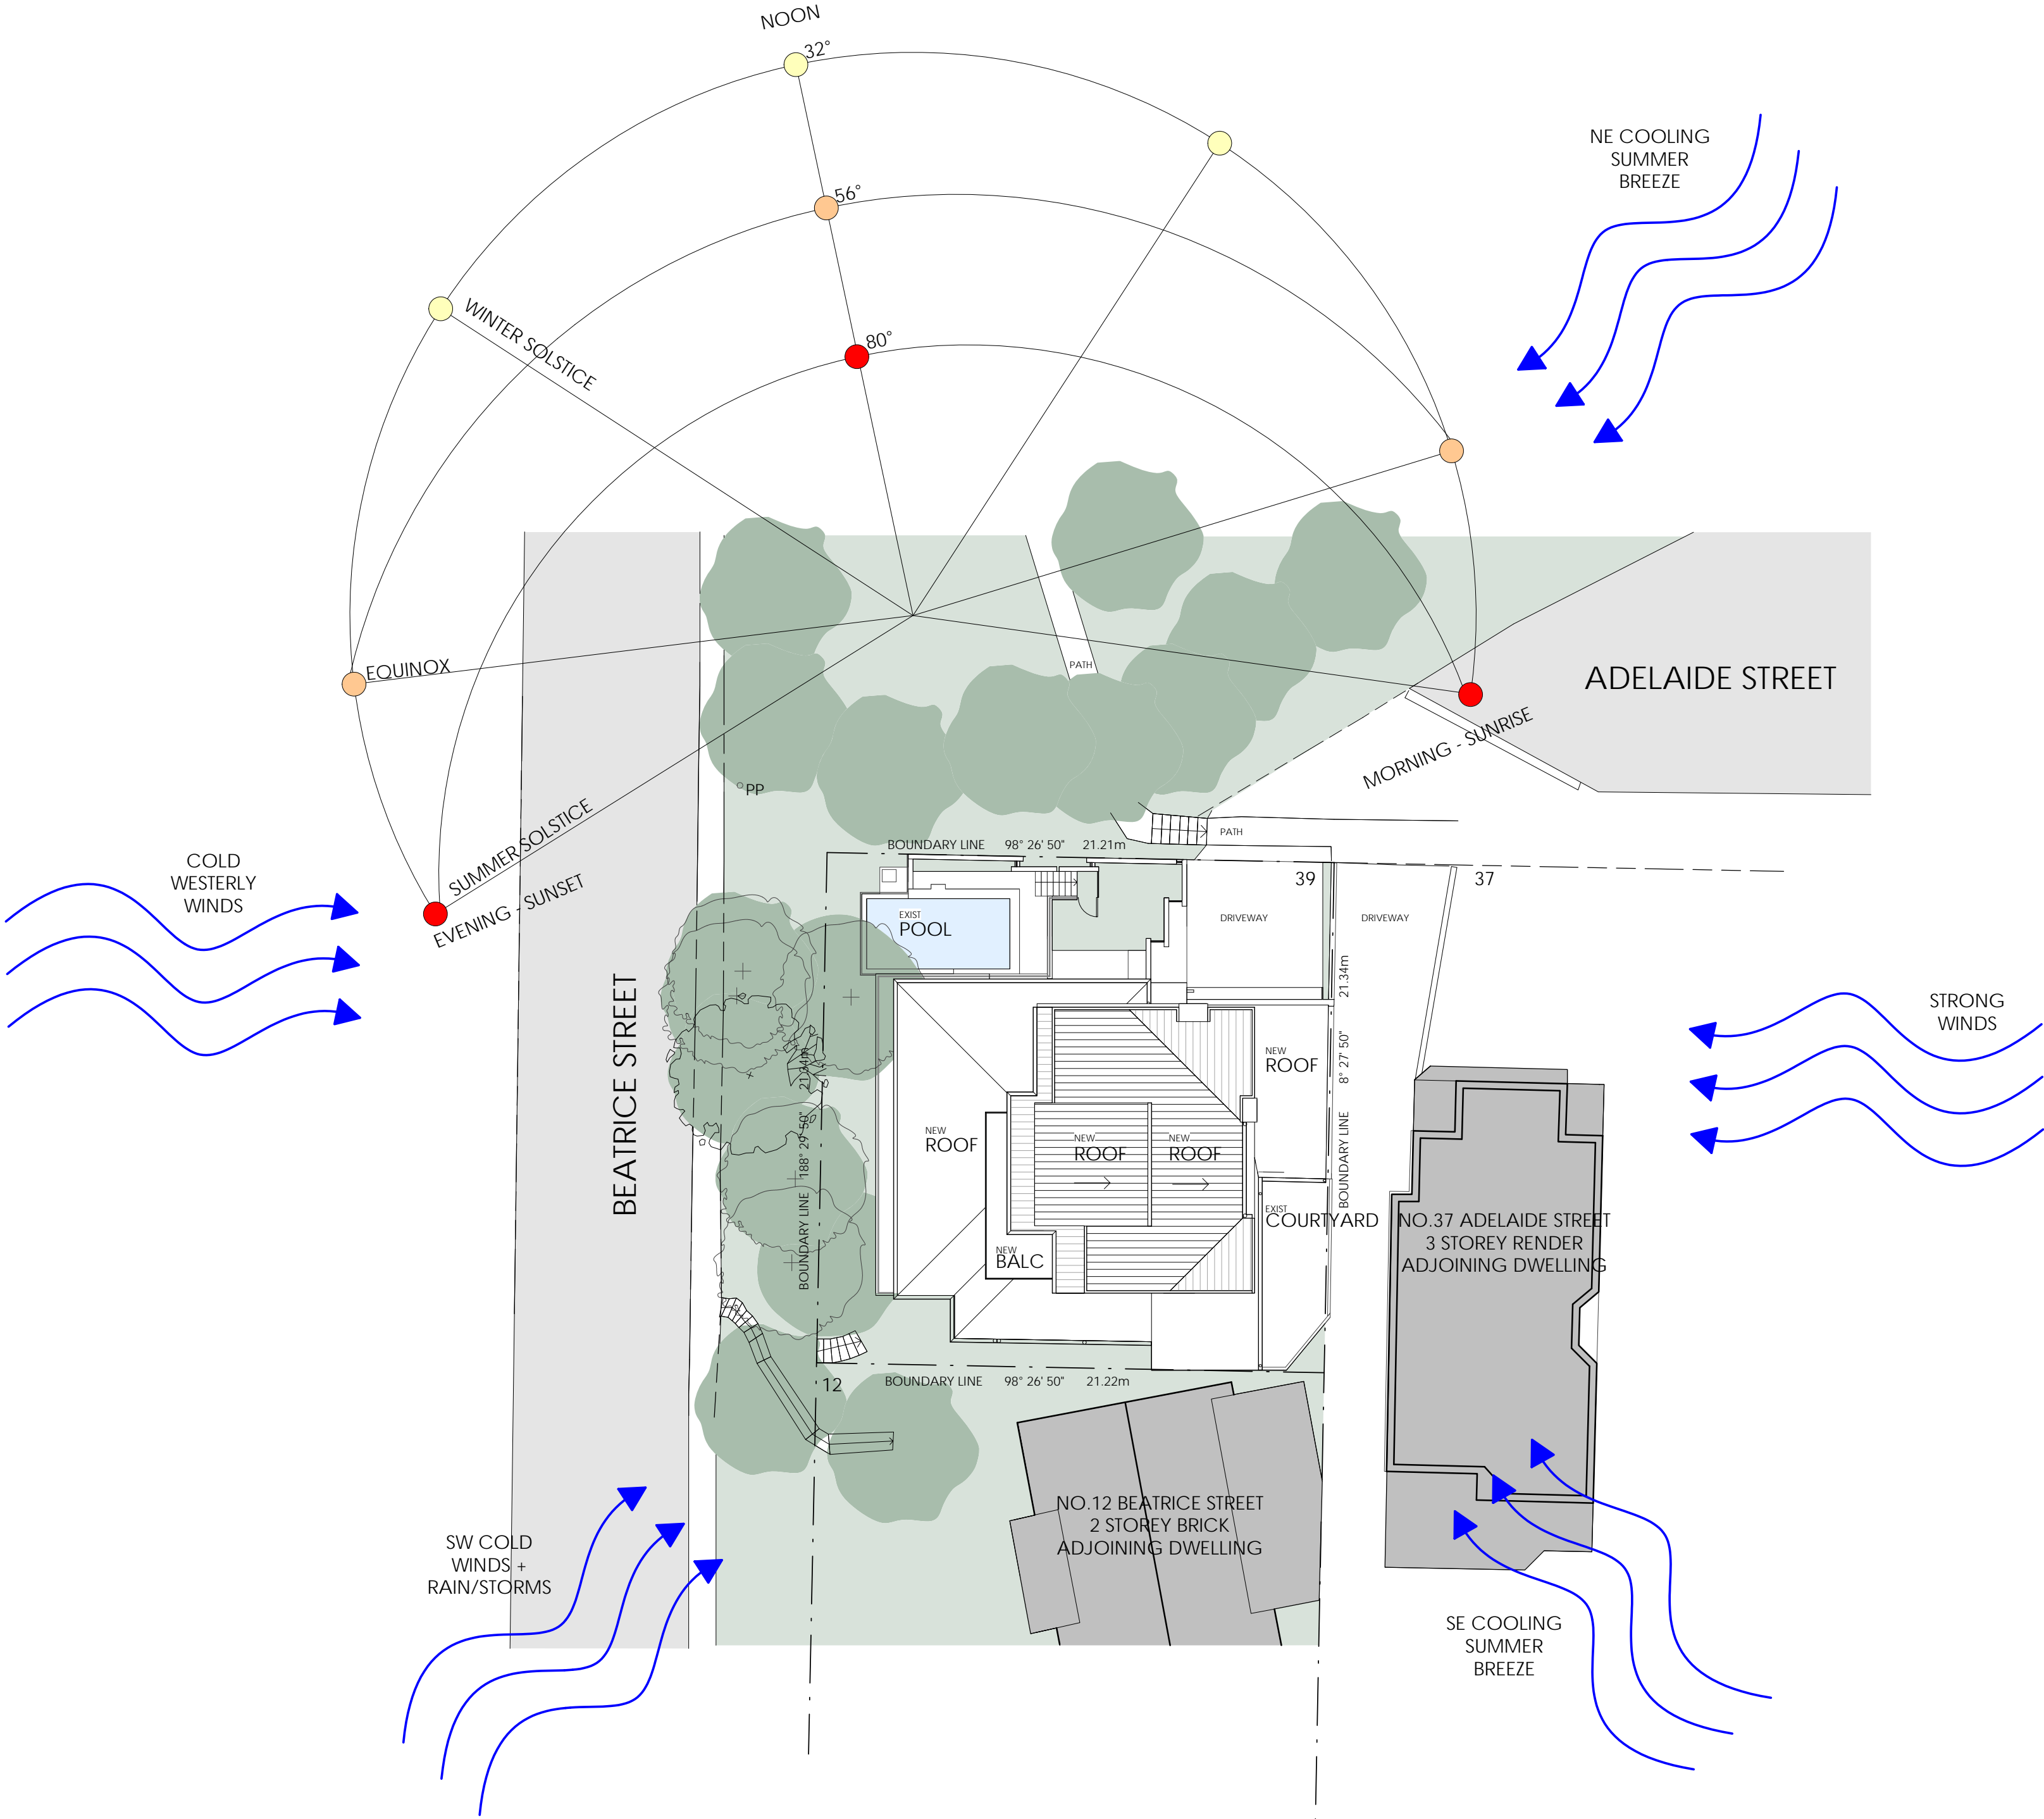 NOON
32°
NE COOLING
SUMMER
BREEZE
56°
WINTER SOLSTICE
80°
EQUINOX
PATH
ADELAIDE STREET
MORNING - SUNRISE
PP
SUMMER SOLSTICE
EVENING - SUNSET
PATH
BOUNDARY LINE 98° 26' 50" 21.21m
COLD
WESTERLY
WINDS
39
37
EXIST
POOL
DRIVEWAY
DRIVEWAY
BEATRICE STREET
BOUNDARY LINE 188° 29' 50" 21.34m
BOUNDARY LINE 8° 27' 50" 21.34m
STRONG
WINDS
NEW
ROOF
NEW
ROOF
NEW
ROOF
NEW
ROOF
EXIST
COURTYARD
NEW
BALC
NO.37 ADELAIDE STREET
3 STOREY RENDER
ADJOINING DWELLING
12
BOUNDARY LINE 98° 26' 50" 21.22m
NO.12 BEATRICE STREET
2 STOREY BRICK
ADJOINING DWELLING
SW COLD
WINDS +
RAIN/STORMS
SE COOLING
SUMMER
BREEZE